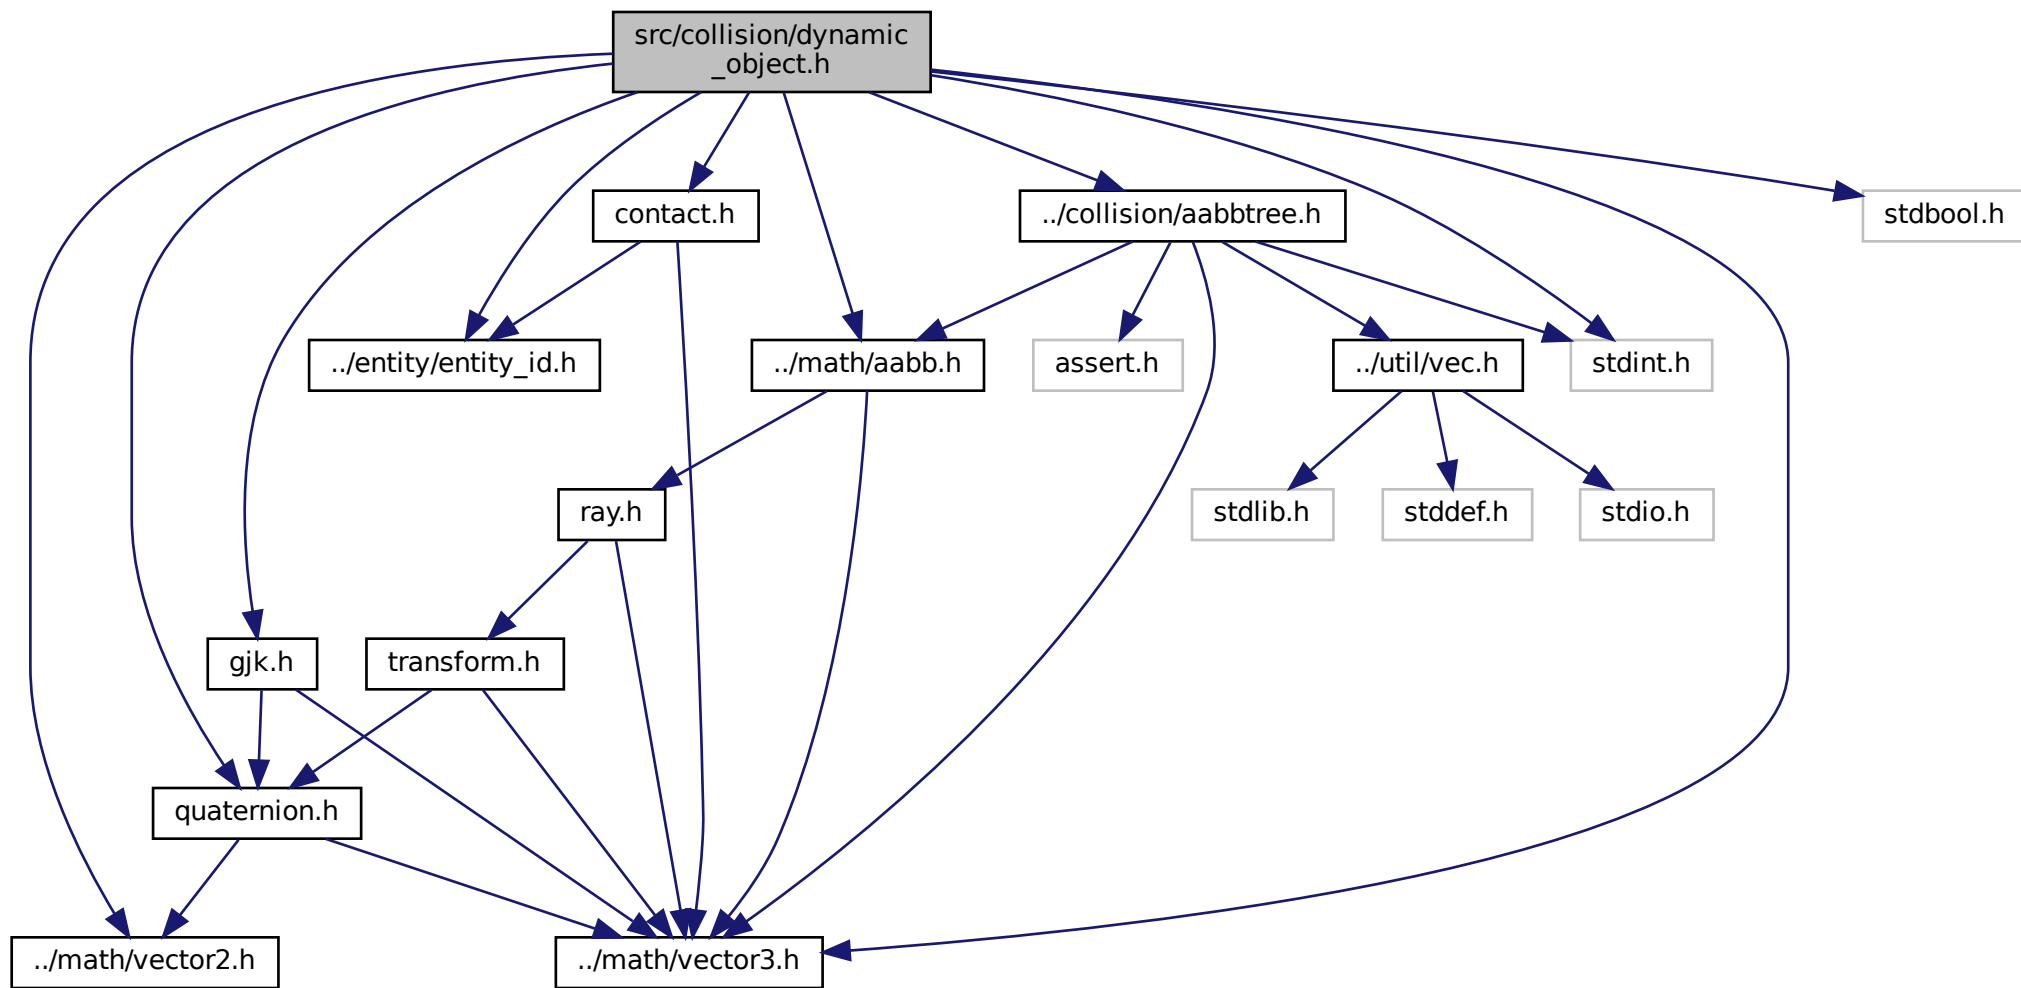 src/collision/dynamic
_object.h
contact.h
../collision/aabbtree.h
stdbool.h
../entity/entity_id.h
../math/aabb.h
assert.h
../util/vec.h
stdint.h
ray.h
stdlib.h
stddef.h
stdio.h
gjk.h
transform.h
quaternion.h
../math/vector2.h
../math/vector3.h